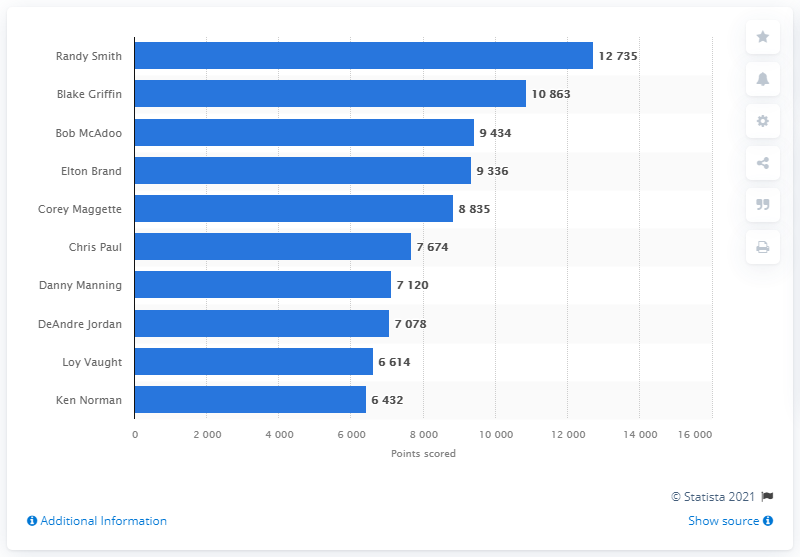 Randy Smith 12 735
Blake Griffin 10 863
Bob McAdoo 9 434
Elton Brand 9 336
Corey Maggette 8 835
Chris Paul 7 674
Danny Manning 7 120
DeAndre Jordan 7 078
Loy Vaught 6 614
Ken Norman 6 432
0 2 000 4 000 6 000 8 000 10 000 12 000 14 000 16 000
Points scored
© Statista 2021
Additional Information Show source